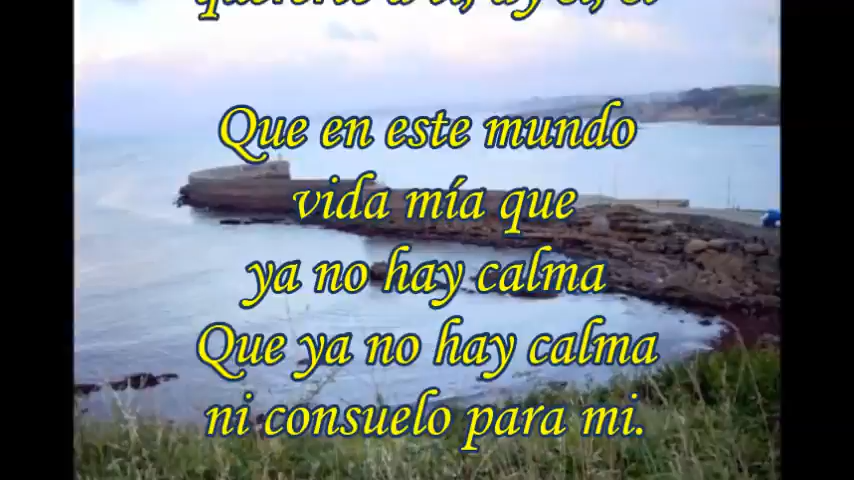 Que en este mundo
vida mía que
ya no hay calma
Que ya no hay calma
ni consuelo para mi.